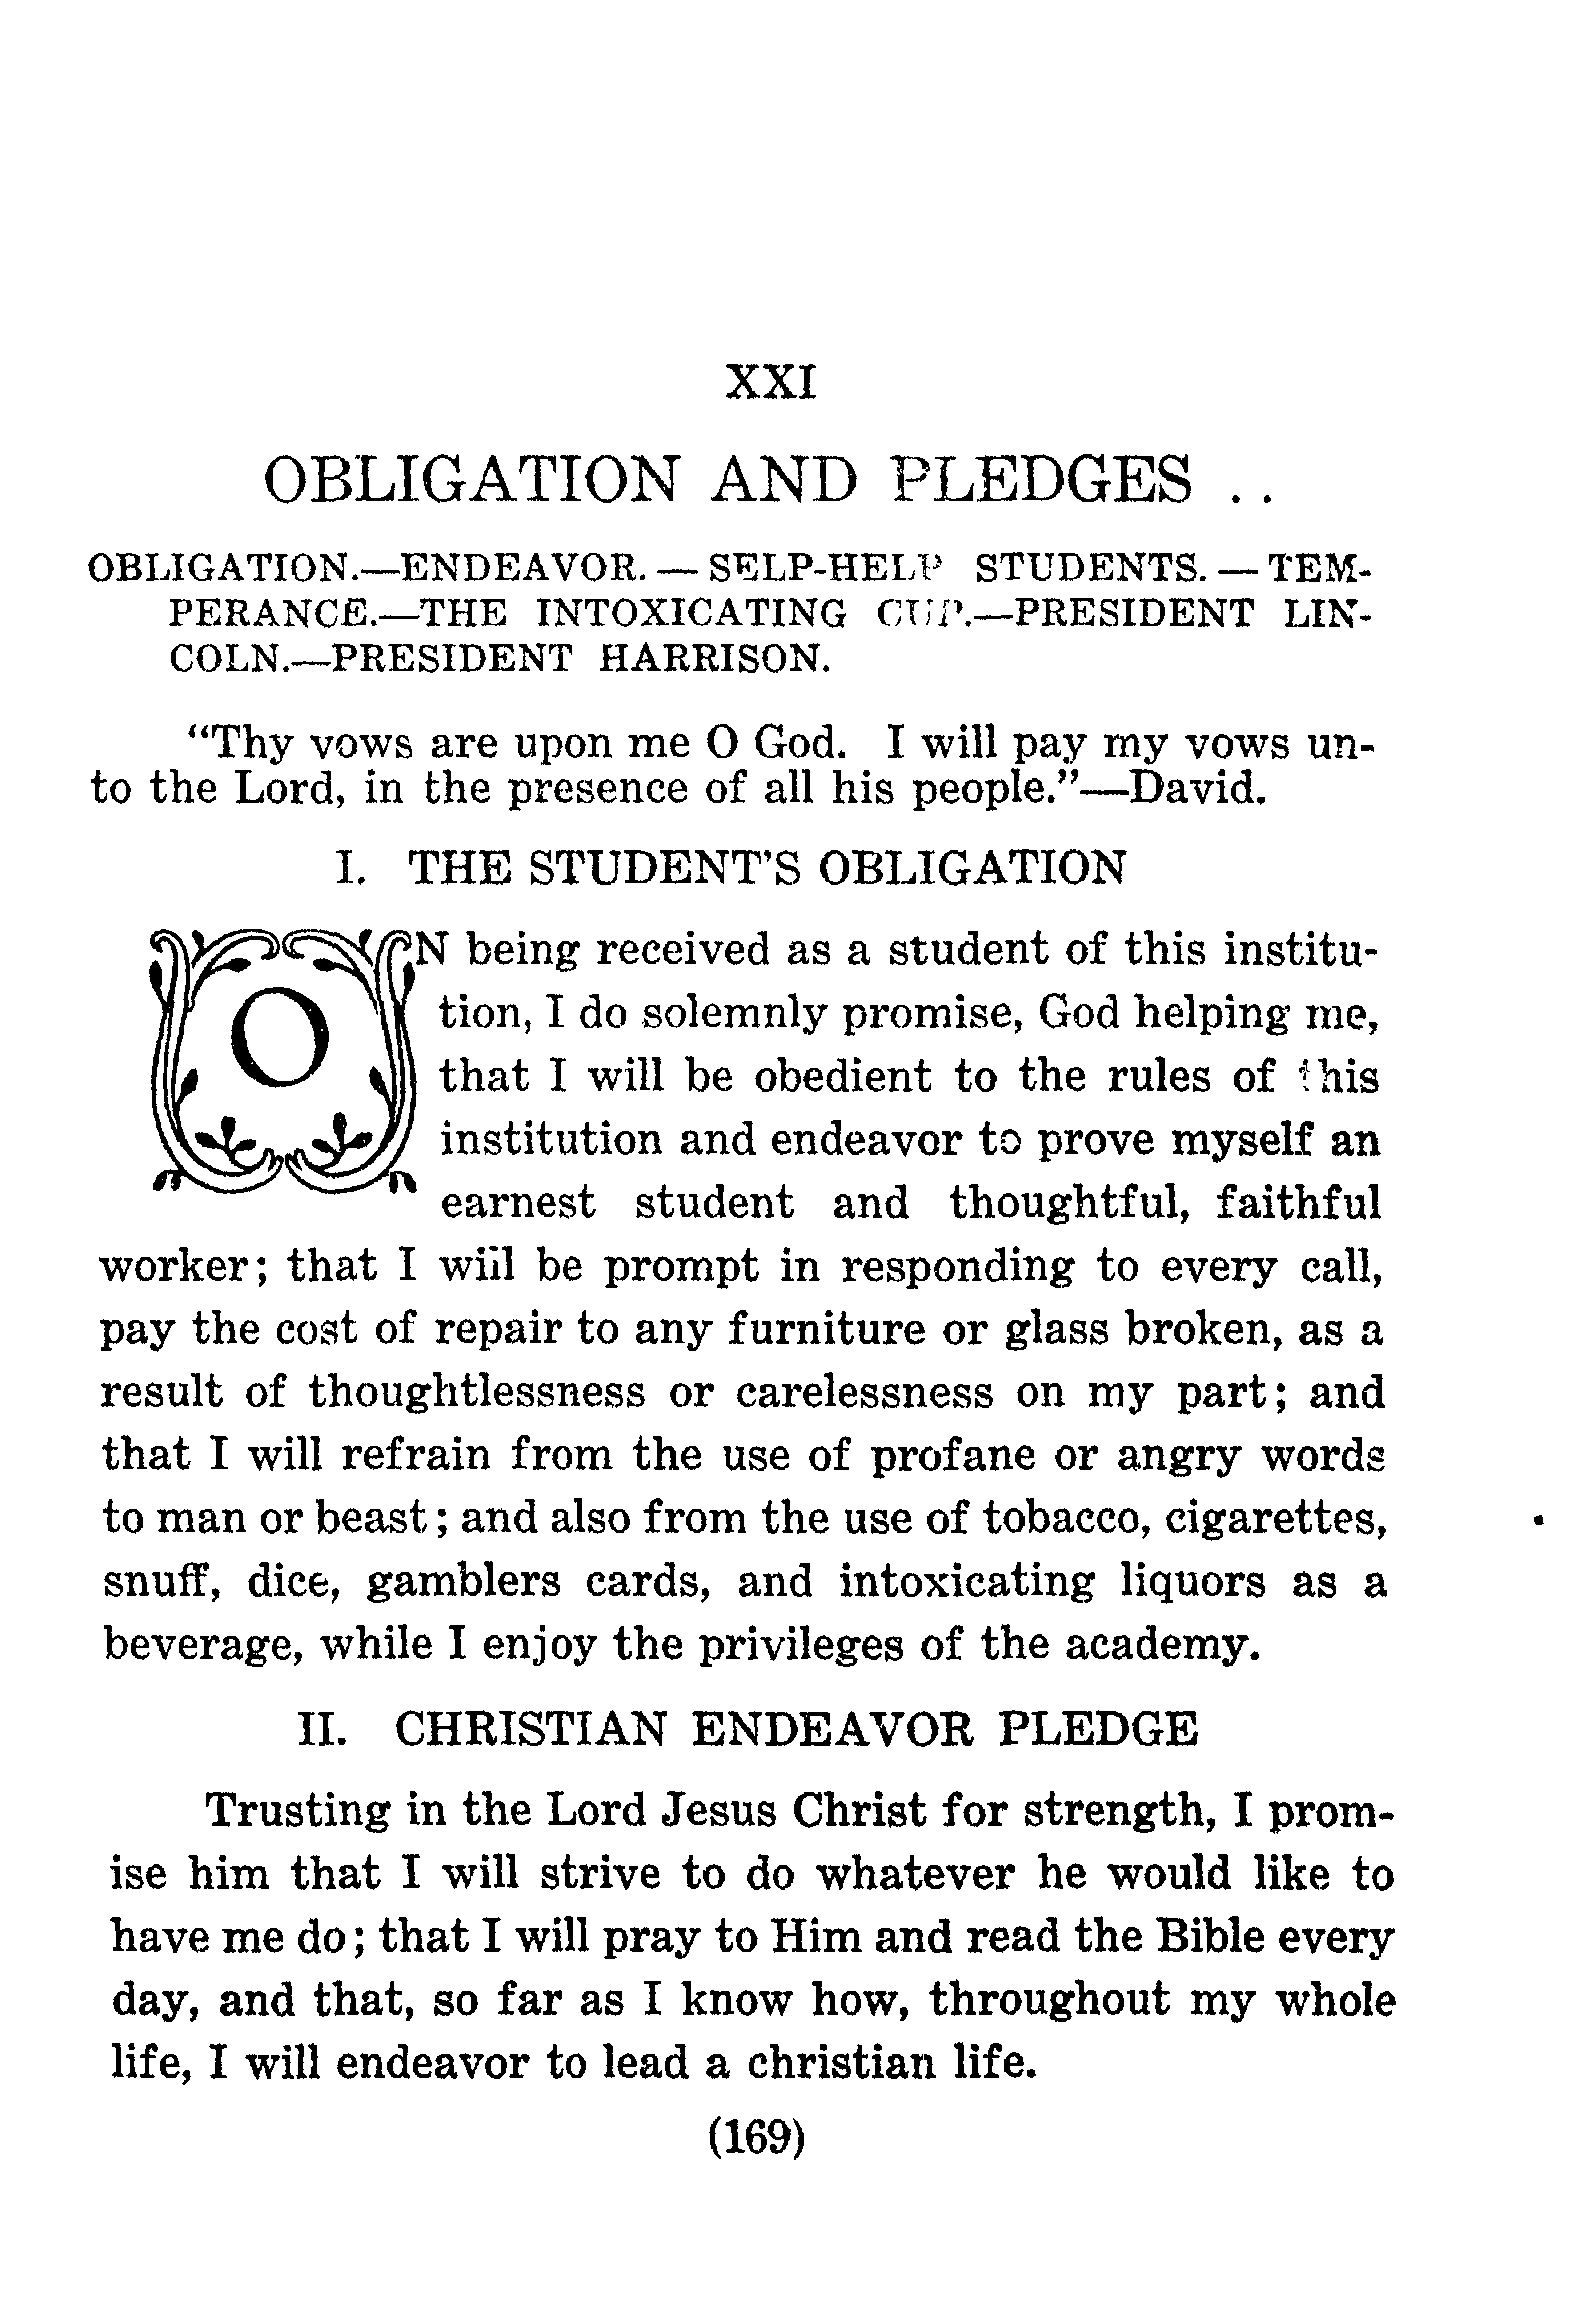 XXI
OBLIGATION AND PLEDGES . .
OBLIGATION.—ENDEAVOR. — SELP-HELP STUDENTS. — TEM-
PERANCE.—THE INTOXICATING CUP.—PRESIDENT LIN-
COLN.—PRESIDENT HARRISON.
“Thy vows are upon me O God. I will pay my vows un-
to the Lord, in the presence of all his people.”—David.
I. THE STUDENT'S OBLIGATION
ON being received as a student of this institu-
tion, I do solemnly promise, God helping me,
that I will be obedient to the rules of this
institution and endeavor to prove myself an
earnest student and thoughtful, faithful
worker; that I will be prompt in responding to every call,
pay the cost of repair to any furniture or glass broken, as a
result of thoughtlessness or carelessness on my part; and
that I will refrain from the use of profane or angry words
to man or beast; and also from the use of tobacco, cigarettes,
snuff, dice, gamblers cards, and intoxicating liquors as a
beverage, while I enjoy the privileges of the academy.
II. CHRISTIAN ENDEAVOR PLEDGE
Trusting in the Lord Jesus Christ for strength, I prom-
ise him that I will strive to do whatever he would like to
have me do; that I will pray to Him and read the Bible every
day, and that, so far as I know how, throughout my whole
life, I will endeavor to lead a christian life.
(169)